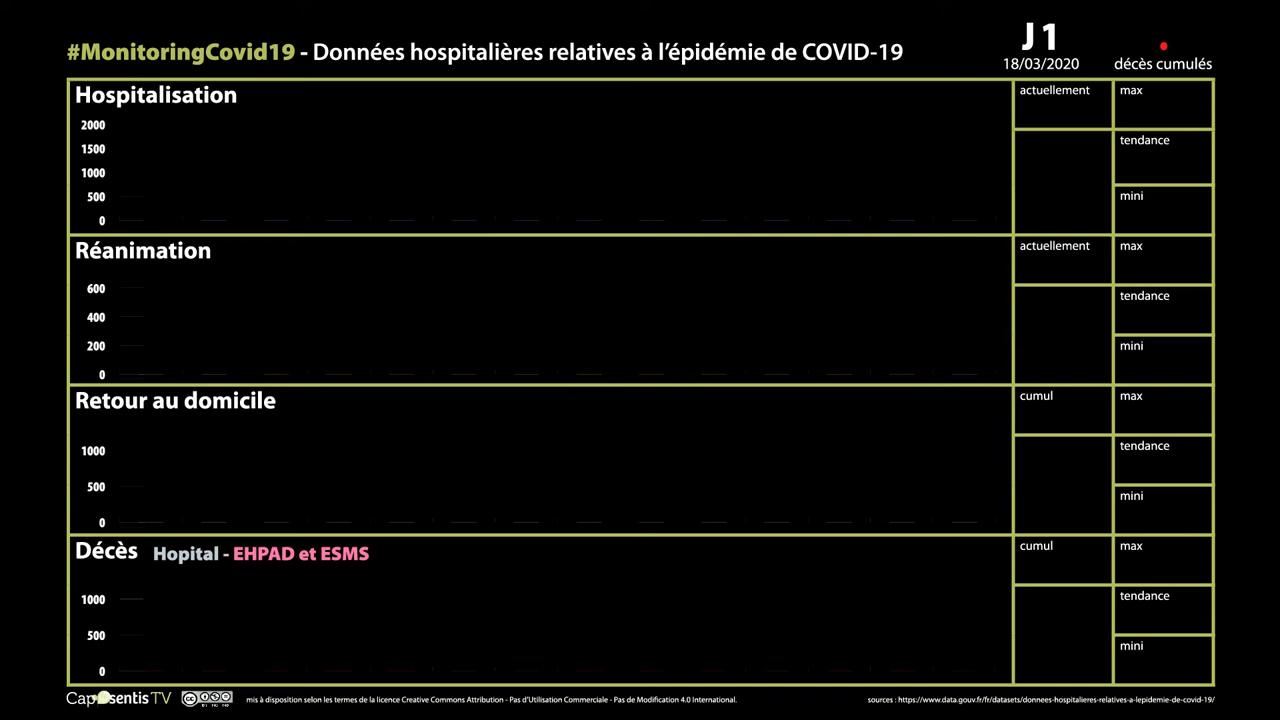 #MonitoringCovid19 - Données hospitalières relatives à l'épidémie de COVID-19
J 1
18/03/2020
décès cumulés
Hospitalisation
actuellement
max
2000
1500
1000
500
0
tendance
mini
Réanimation
actuellement
max
600
400
200
0
tendance
mini
Retour au domicile
cumul
max
1000
500
0
tendance
mini
Décès Hopital - EHPAD et ESMS
cumul
max
1000
500
0
tendance
mini
mis à disposition selon les termes de la licence Creative Commons Attribution - Pas d'Utilisation Commerciale - Pas de Modification 4.0 International.
sources : https://www.data.gouv.fr/fr/datasets/donnees-hospitalieres-relatives-a-lepidemie-de-covid-19/